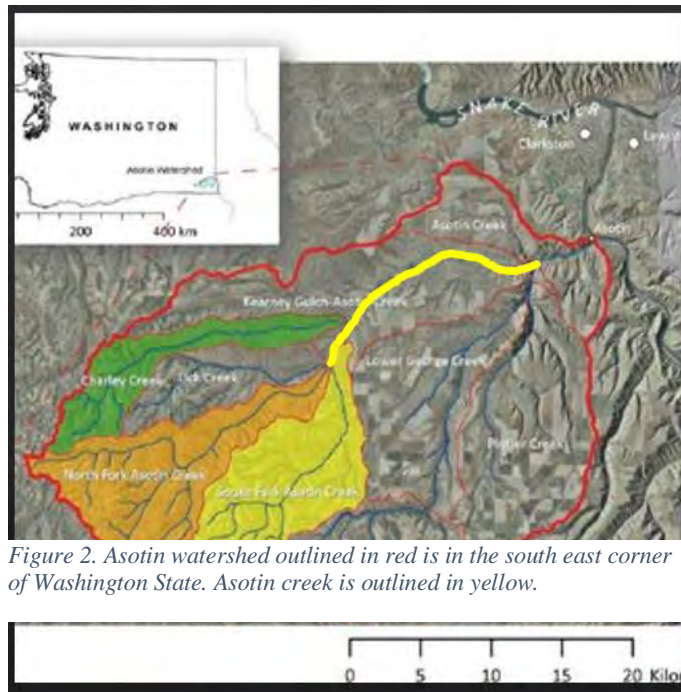 WASHINGTON
Asotin Watershed
200 400 km
SNAKE RIVER
Clarkston
Asotin
Asotin Creek
Kearney Gulch-Asotin Creek
Charley Creek
Lick Creek
Lower George Creek
North Fork Asotin Creek
South Fork Asotin Creek
Pintler Creek
Figure 2. Asotin watershed outlined in red is in the south east corner
of Washington State. Asotin creek is outlined in yellow.
0 5 10 15 20 Kilo